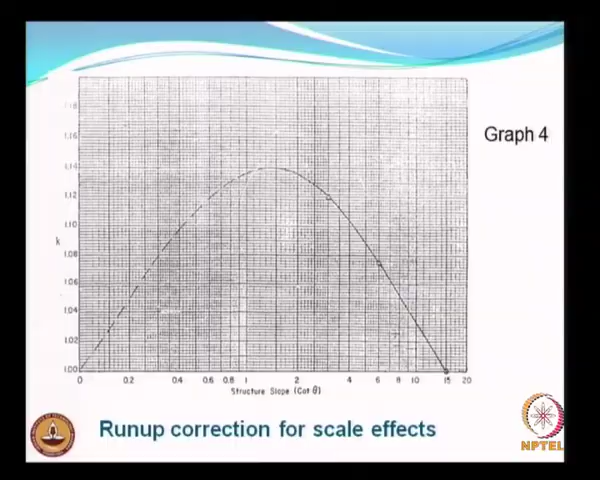 Graph 4
1.18
1.16
1.14
1.12
1.10
k
1.08
1.06
1.04
1.02
1.00
0 0.2 0.4 0.6 0.8 1 2 4 6 8 10 15 20
Structure Slope (Cot θ)
Runup correction for scale effects
NPTEL